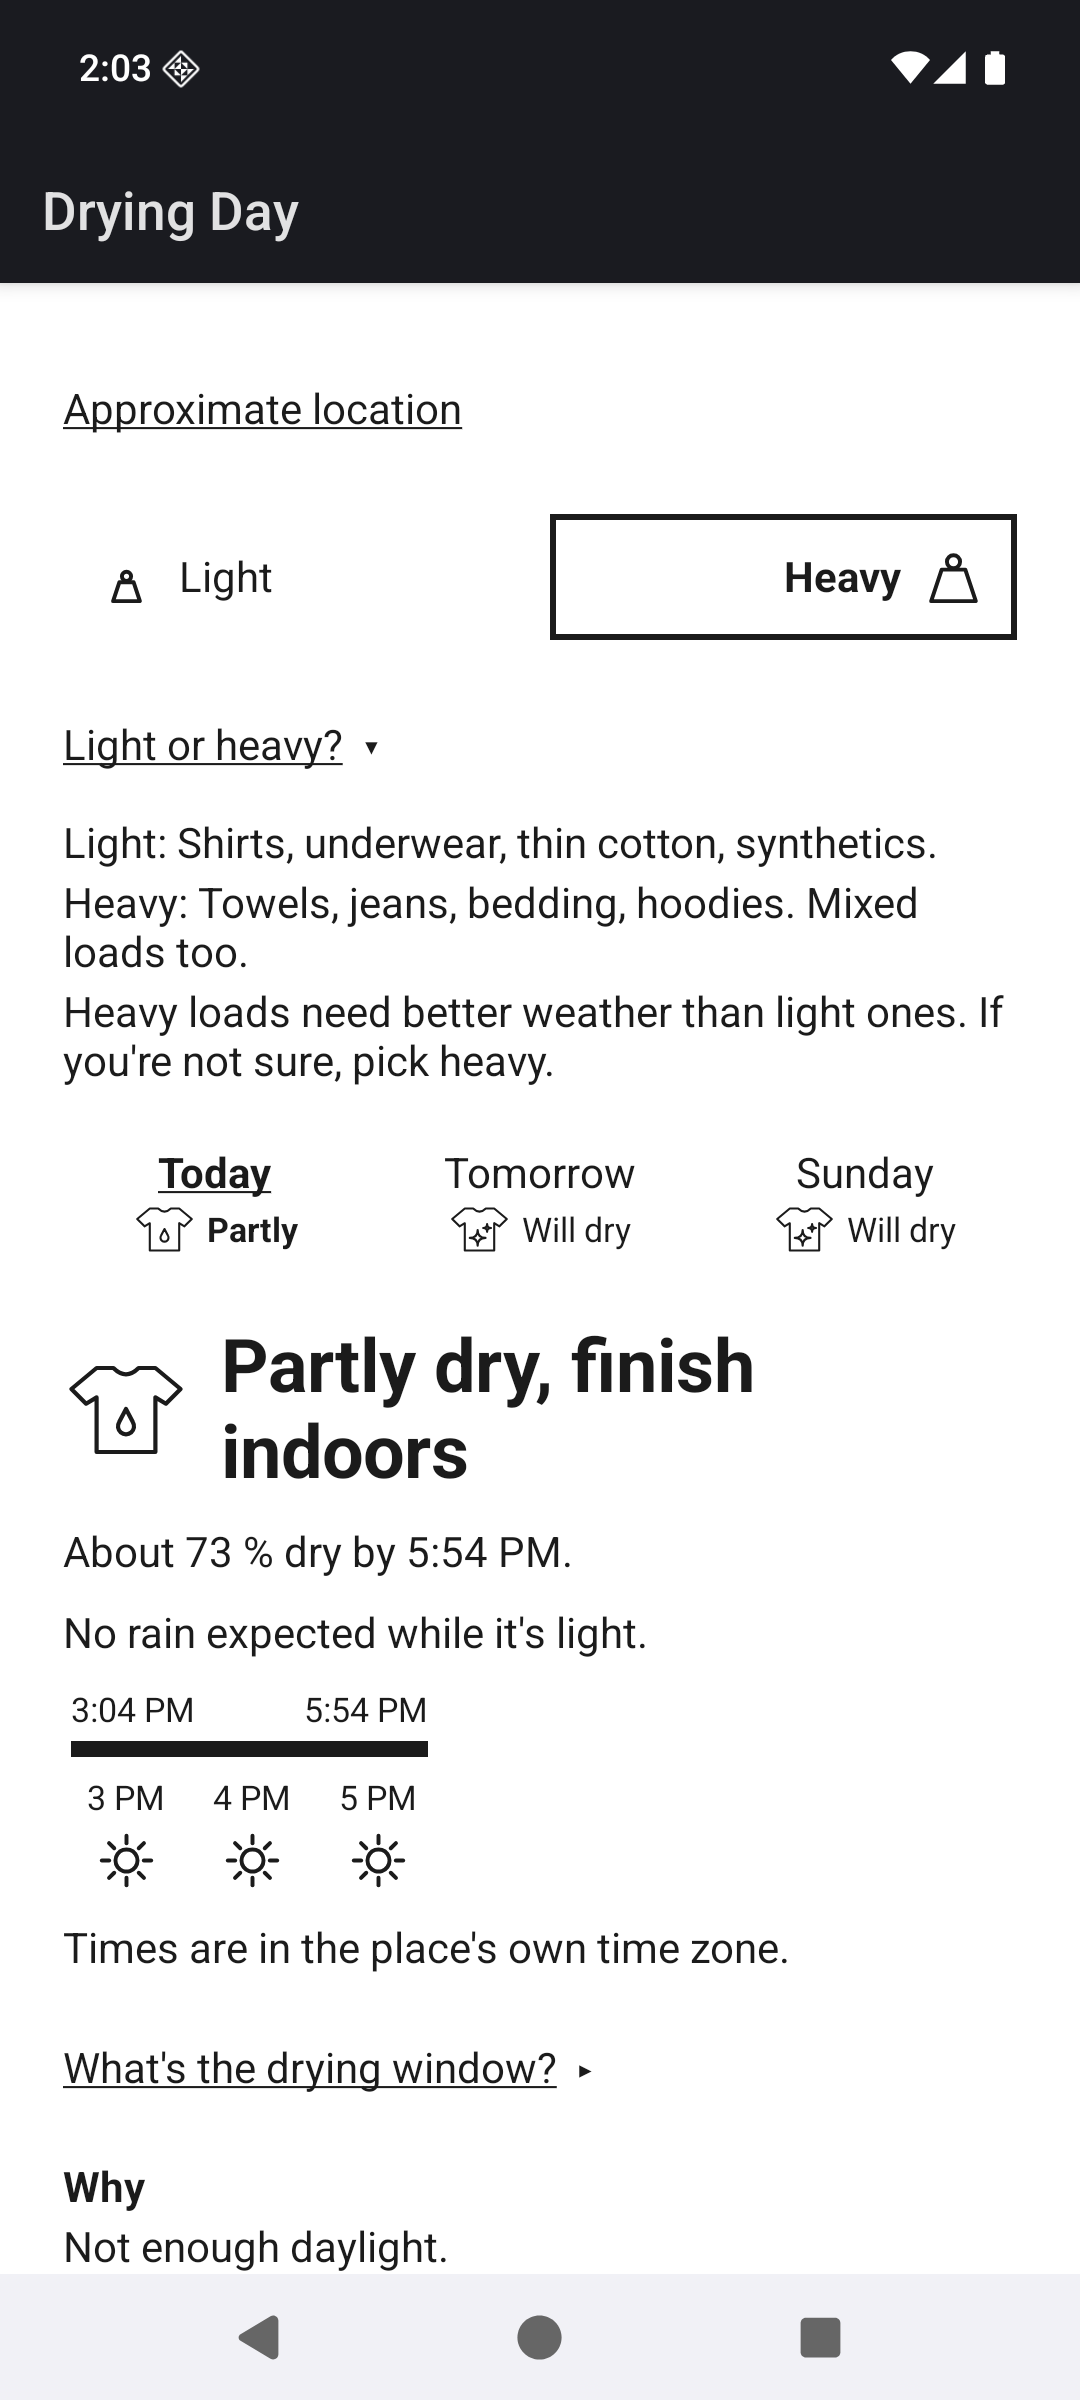 2:03
Drying Day
Approximate location
Light
Heavy
Light or heavy? ▾
Light: Shirts, underwear, thin cotton, synthetics.
Heavy: Towels, jeans, bedding, hoodies. Mixed
loads too.
Heavy loads need better weather than light ones. If
you're not sure, pick heavy.
Today Tomorrow Sunday
Partly Will dry Will dry
Partly dry, finish
indoors
About 73 % dry by 5:54 PM.
No rain expected while it's light.
3:04 PM 5:54 PM
3 PM 4 PM 5 PM
Times are in the place's own time zone.
What's the drying window? ▸
Why
Not enough daylight.